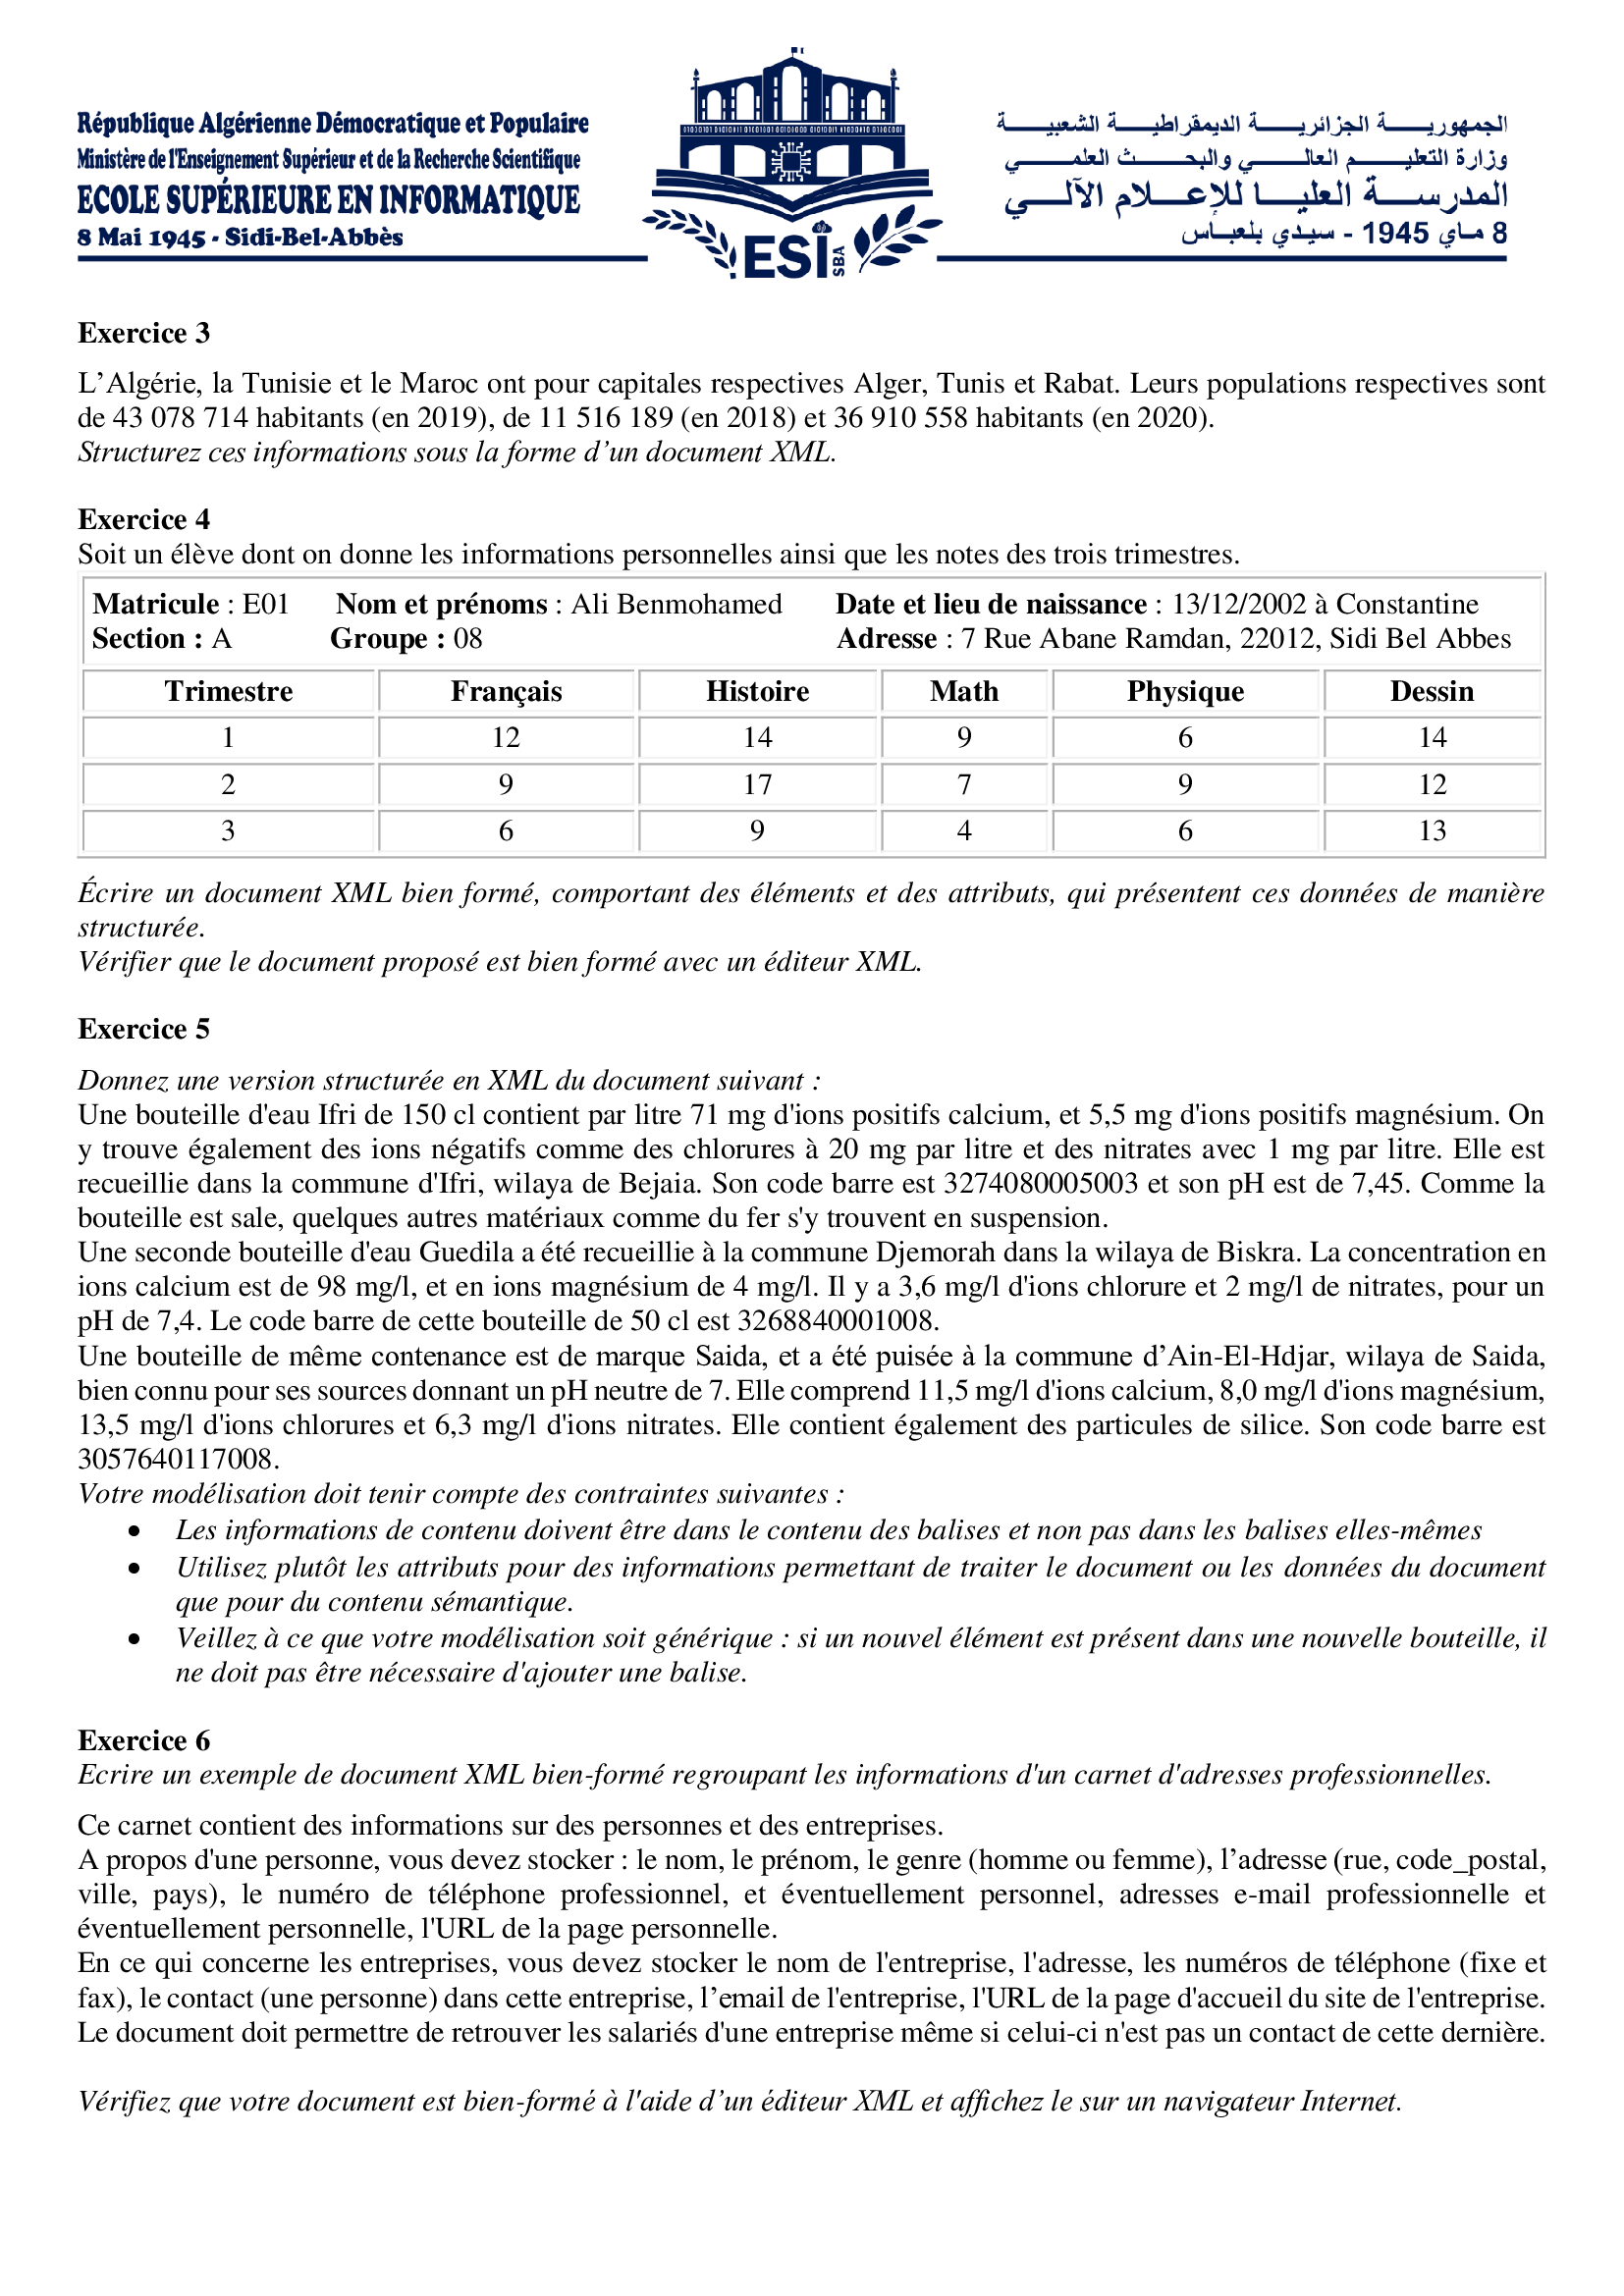 République Algérienne Démocratique et Populaire
Ministère de l'Enseignement Supérieur et de la Recherche Scientifique
ECOLE SUPÉRIEURE EN INFORMATIQUE
8 Mai 1945 - Sidi-Bel-Abbès
ESI
SBA
الجمهورية الجزائرية الديمقراطية الشعبية
وزارة التعليم العالي والبحث العلمي
المدرسة العليا للإعلام الآلي
8 ماي 1945 - سيدي بلعباس
Exercice 3
L’Algérie, la Tunisie et le Maroc ont pour capitales respectives Alger, Tunis et Rabat. Leurs populations respectives sont
de 43 078 714 habitants (en 2019), de 11 516 189 (en 2018) et 36 910 558 habitants (en 2020).
Structurez ces informations sous la forme d’un document XML.
Exercice 4
Soit un élève dont on donne les informations personnelles ainsi que les notes des trois trimestres.
Matricule : E01 Nom et prénoms : Ali Benmohamed Date et lieu de naissance : 13/12/2002 à Constantine
Section : A Groupe : 08 Adresse : 7 Rue Abane Ramdan, 22012, Sidi Bel Abbes
Trimestre Français Histoire Math Physique Dessin
1 12 14 9 6 14
2 9 17 7 9 12
3 6 9 4 6 13
Écrire un document XML bien formé, comportant des éléments et des attributs, qui présentent ces données de manière
structurée.
Vérifier que le document proposé est bien formé avec un éditeur XML.
Exercice 5
Donnez une version structurée en XML du document suivant :
Une bouteille d'eau Ifri de 150 cl contient par litre 71 mg d'ions positifs calcium, et 5,5 mg d'ions positifs magnésium. On
y trouve également des ions négatifs comme des chlorures à 20 mg par litre et des nitrates avec 1 mg par litre. Elle est
recueillie dans la commune d'Ifri, wilaya de Bejaia. Son code barre est 3274080005003 et son pH est de 7,45. Comme la
bouteille est sale, quelques autres matériaux comme du fer s'y trouvent en suspension.
Une seconde bouteille d'eau Guedila a été recueillie à la commune Djemorah dans la wilaya de Biskra. La concentration en
ions calcium est de 98 mg/l, et en ions magnésium de 4 mg/l. Il y a 3,6 mg/l d'ions chlorure et 2 mg/l de nitrates, pour un
pH de 7,4. Le code barre de cette bouteille de 50 cl est 3268840001008.
Une bouteille de même contenance est de marque Saida, et a été puisée à la commune d’Ain-El-Hdjar, wilaya de Saida,
bien connu pour ses sources donnant un pH neutre de 7. Elle comprend 11,5 mg/l d'ions calcium, 8,0 mg/l d'ions magnésium,
13,5 mg/l d'ions chlorures et 6,3 mg/l d'ions nitrates. Elle contient également des particules de silice. Son code barre est
3057640117008.
Votre modélisation doit tenir compte des contraintes suivantes :
• Les informations de contenu doivent être dans le contenu des balises et non pas dans les balises elles-mêmes
• Utilisez plutôt les attributs pour des informations permettant de traiter le document ou les données du document
que pour du contenu sémantique.
• Veillez à ce que votre modélisation soit générique : si un nouvel élément est présent dans une nouvelle bouteille, il
ne doit pas être nécessaire d'ajouter une balise.
Exercice 6
Ecrire un exemple de document XML bien-formé regroupant les informations d'un carnet d'adresses professionnelles.
Ce carnet contient des informations sur des personnes et des entreprises.
A propos d'une personne, vous devez stocker : le nom, le prénom, le genre (homme ou femme), l’adresse (rue, code_postal,
ville, pays), le numéro de téléphone professionnel, et éventuellement personnel, adresses e-mail professionnelle et
éventuellement personnelle, l'URL de la page personnelle.
En ce qui concerne les entreprises, vous devez stocker le nom de l'entreprise, l'adresse, les numéros de téléphone (fixe et
fax), le contact (une personne) dans cette entreprise, l’email de l'entreprise, l'URL de la page d'accueil du site de l'entreprise.
Le document doit permettre de retrouver les salariés d'une entreprise même si celui-ci n'est pas un contact de cette dernière.
Vérifiez que votre document est bien-formé à l'aide d’un éditeur XML et affichez le sur un navigateur Internet.